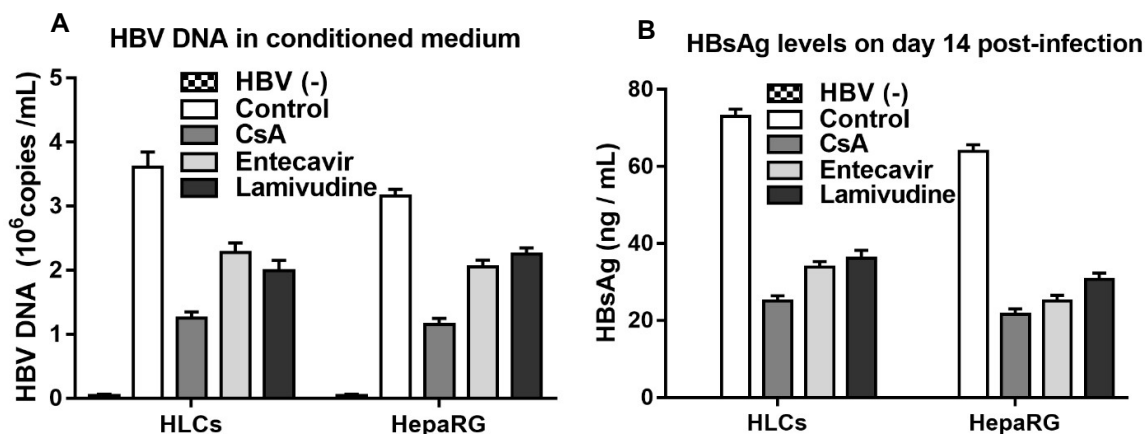 A
HBV DNA in conditioned medium
HBV DNA (10⁶copies /mL)
5
4
3
2
1
0
HBV (-)
Control
CsA
Entecavir
Lamivudine
HLCs
HepaRG
B
HBsAg levels on day 14 post-infection
HBsAg (ng / mL)
80
60
40
20
0
HBV (-)
Control
CsA
Entecavir
Lamivudine
HLCs
HepaRG